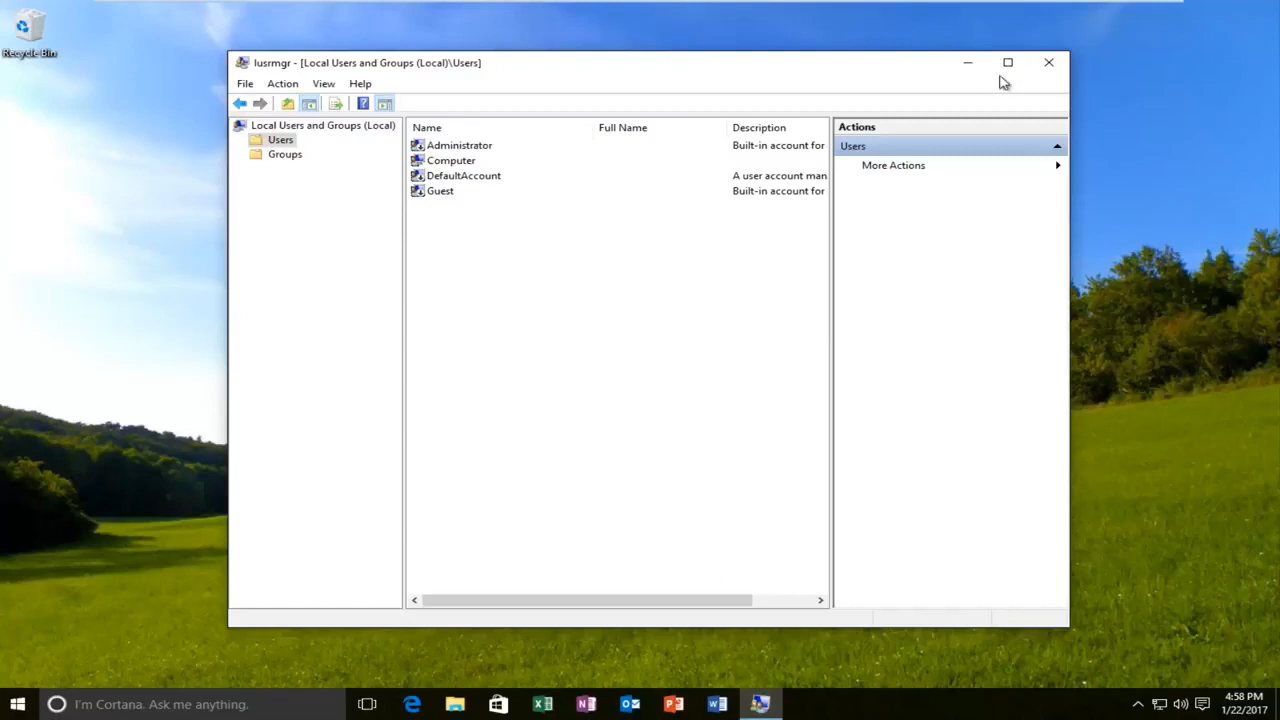 Recycle Bin
lusrmgr - [Local Users and Groups (Local)\Users]
File Action View Help
Local Users and Groups (Local)
Users
Groups
Name Full Name Description
Administrator Built-in account for
Computer
DefaultAccount A user account man
Guest Built-in account for
Actions
Users
More Actions
I'm Cortana. Ask me anything.
4:58 PM
1/22/2017